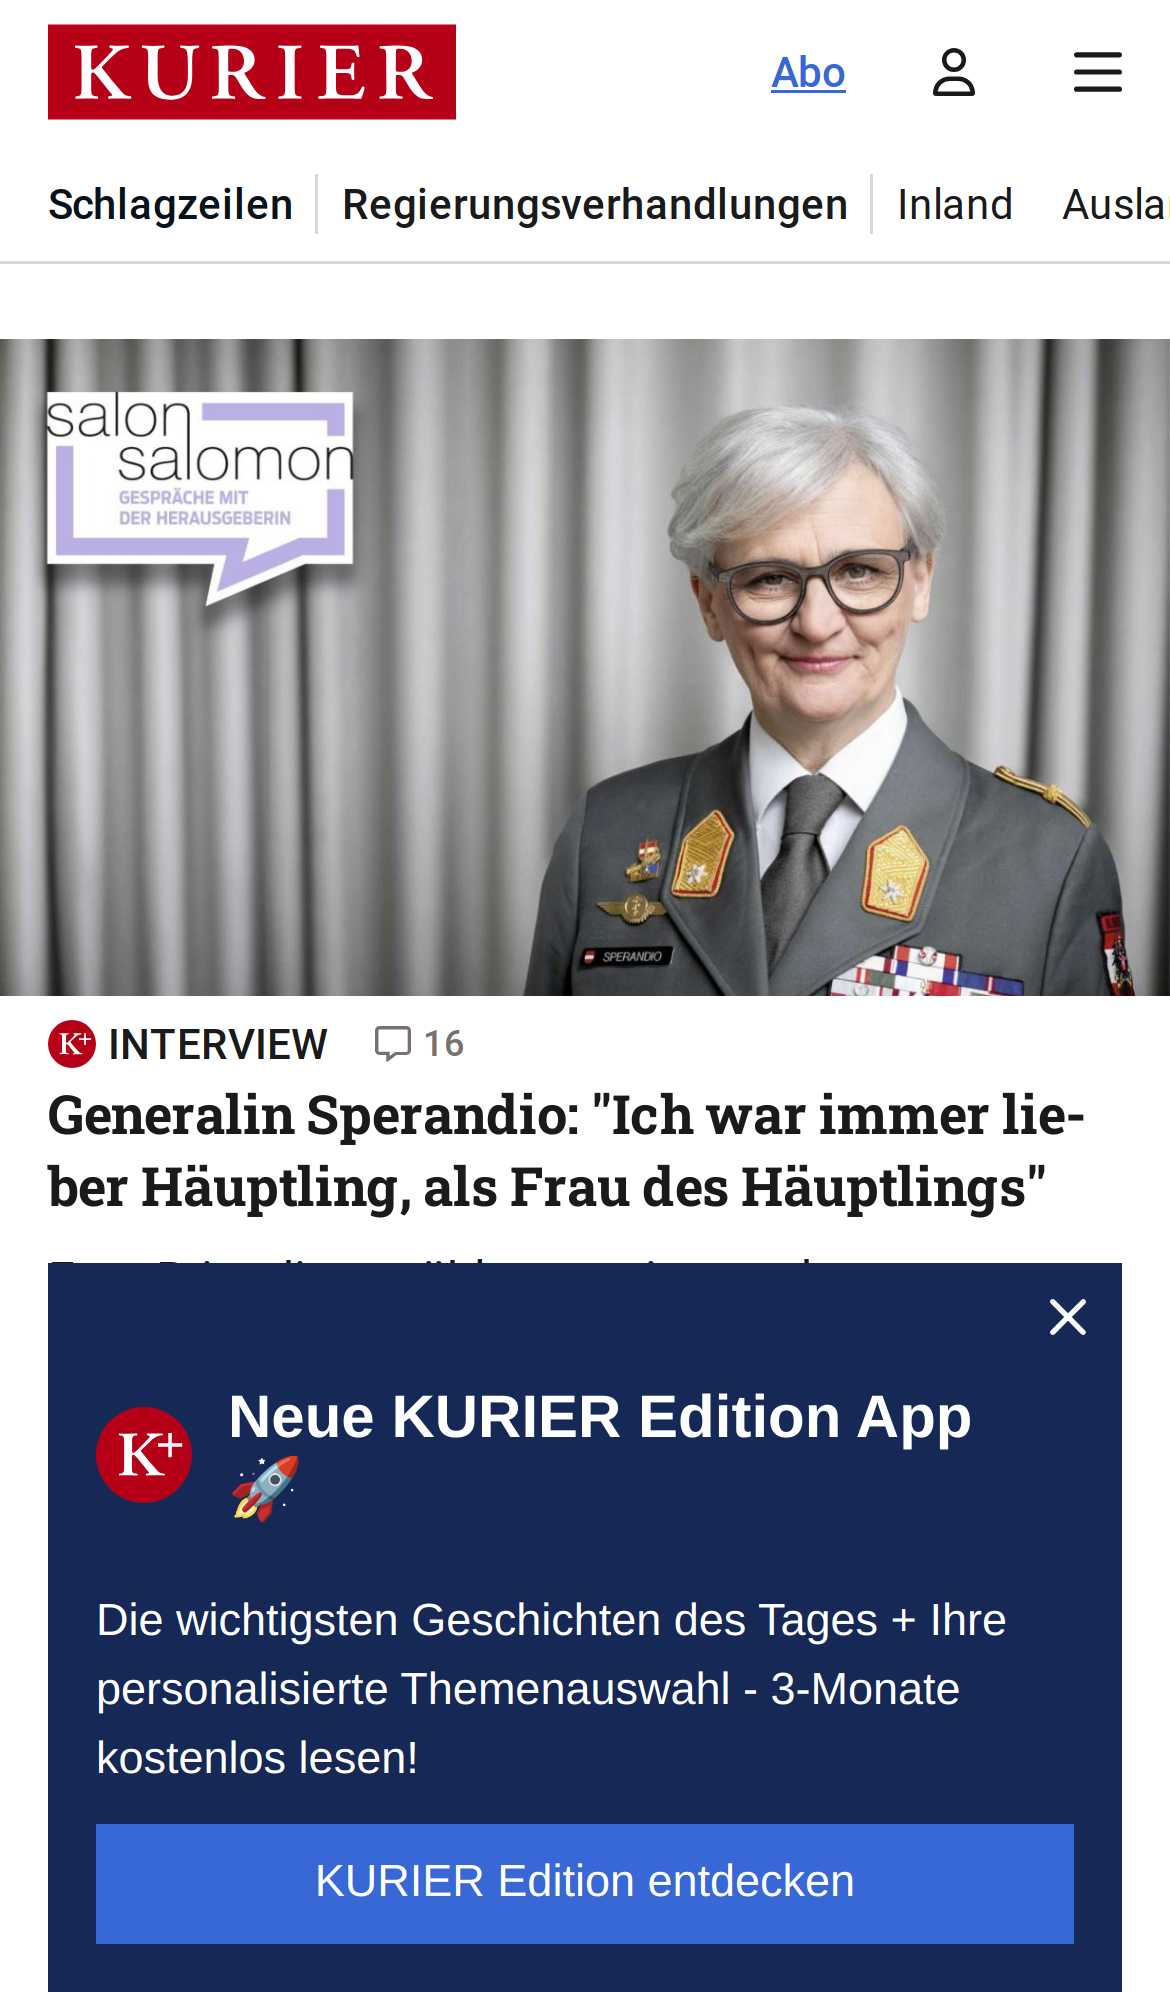 KURIER
Abo
Schlagzeilen
Regierungsverhandlungen
Inland
Ausla
salon
salomon
GESPRÄCHE MIT
DER HERAUSGEBERIN
SPERANDIO
K+ INTERVIEW
16
Generalin Sperandio: "Ich war immer lie-
ber Häuptling, als Frau des Häuptlings"
K+
Neue KURIER Edition App
🚀
Die wichtigsten Geschichten des Tages + Ihre
personalisierte Themenauswahl - 3-Monate
kostenlos lesen!
KURIER Edition entdecken